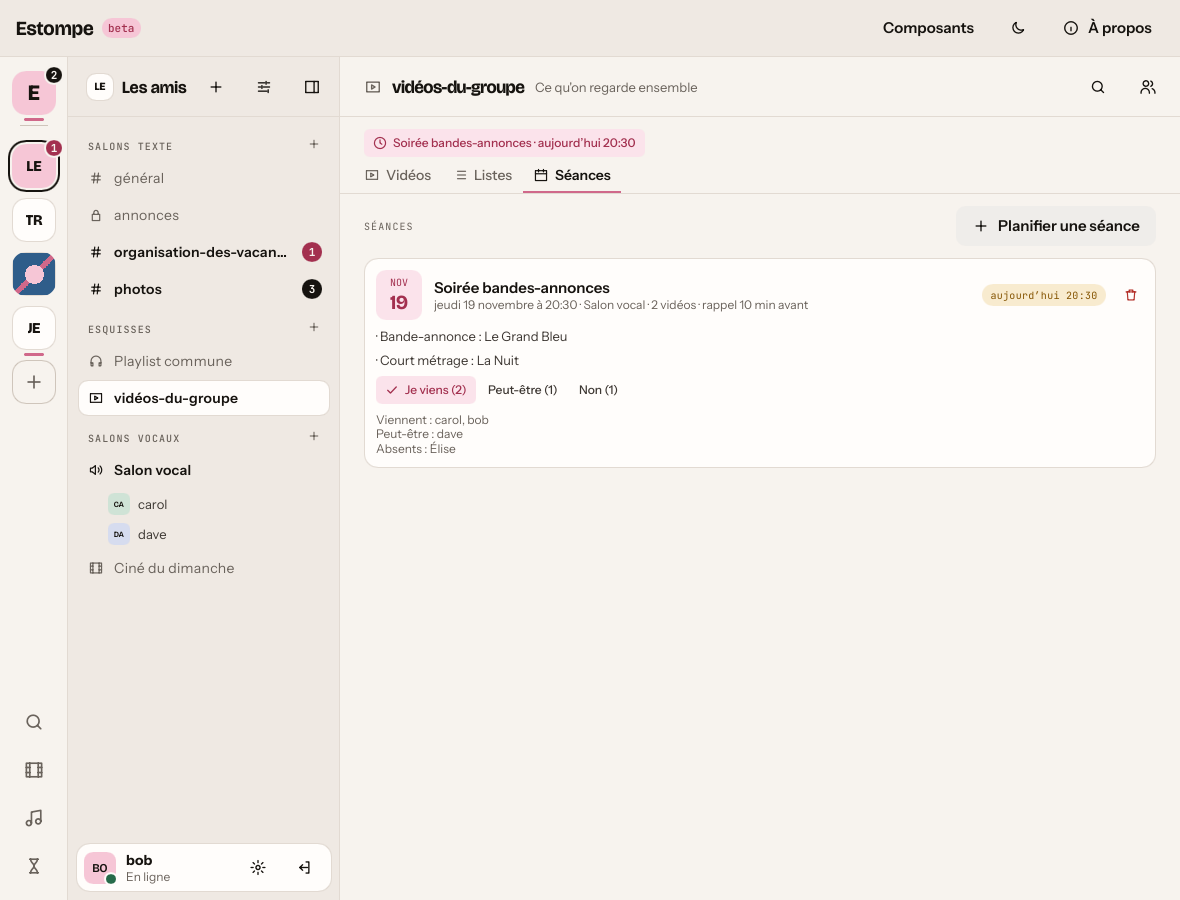 Estompe beta
Composants
À propos
E 2
LE 1
TR
JE
LE Les amis
SALONS TEXTE
général
annonces
organisation-des-vacan... 1
photos 3
ESQUISSES
Playlist commune
vidéos-du-groupe
SALONS VOCAUX
Salon vocal
CA carol
DA dave
Ciné du dimanche
BO bob
En ligne
vidéos-du-groupe Ce qu'on regarde ensemble
Soirée bandes-annonces · aujourd'hui 20:30
Vidéos Listes Séances
SÉANCES
Planifier une séance
NOV
19
Soirée bandes-annonces
jeudi 19 novembre à 20:30 · Salon vocal · 2 vidéos · rappel 10 min avant
aujourd'hui 20:30
· Bande-annonce : Le Grand Bleu
· Court métrage : La Nuit
Je viens (2) Peut-être (1) Non (1)
Viennent : carol, bob
Peut-être : dave
Absents : Élise